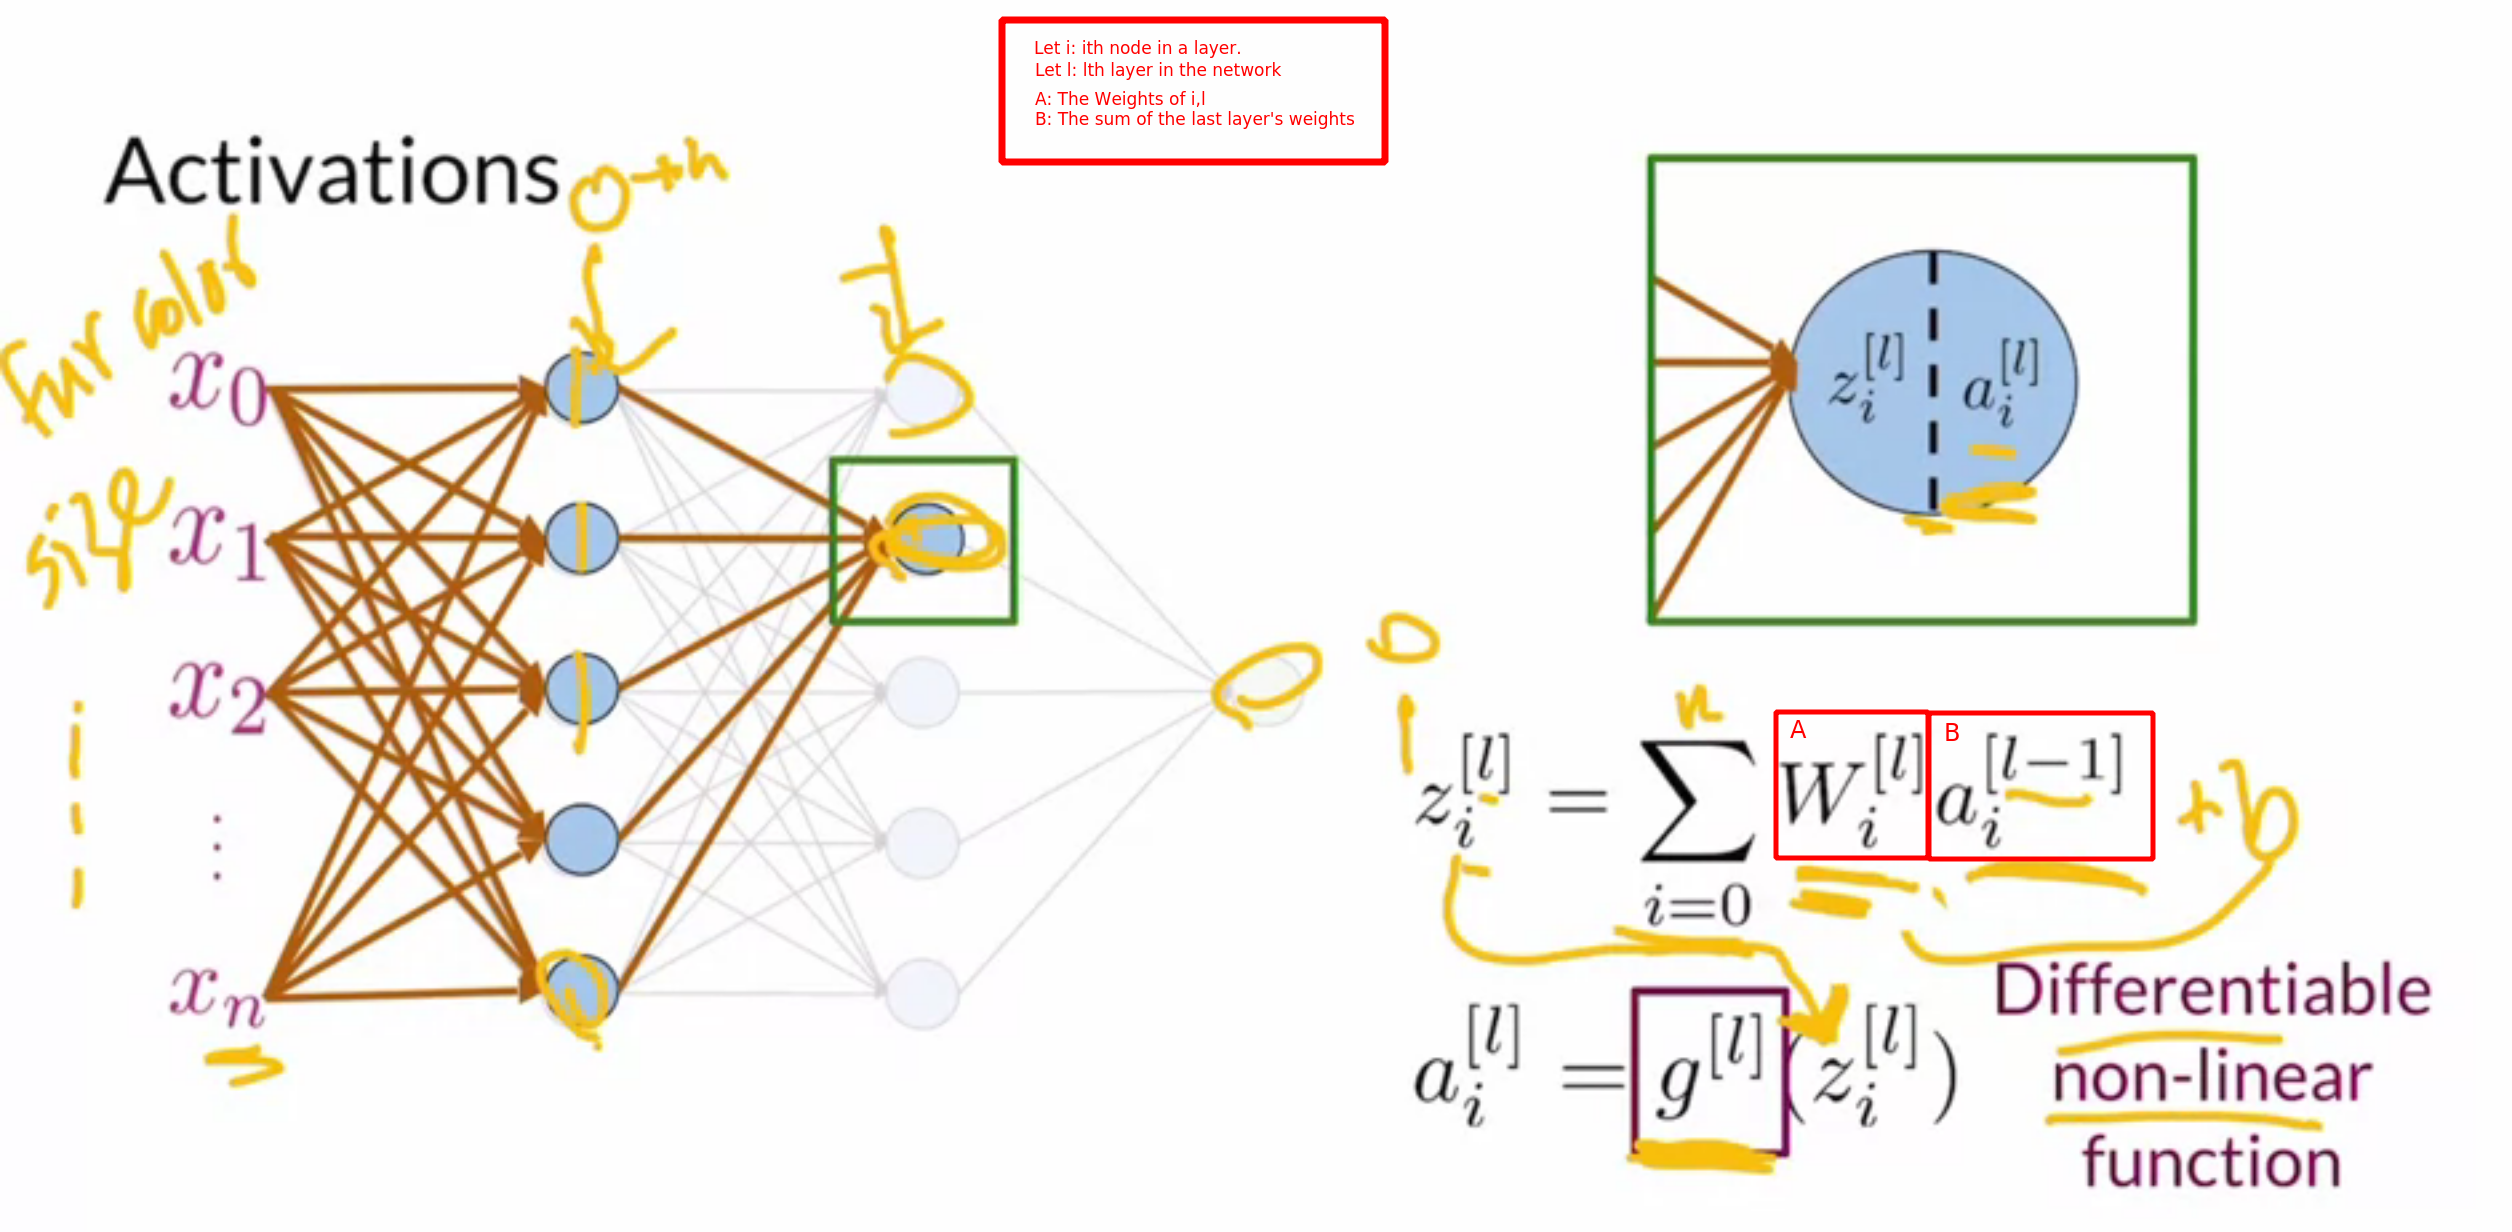 Let i: ith node in a layer.
Let l: lth layer in the network
A: The Weights of i,l
B: The sum of the last layer's weights
Activations
0-th
1st
fur color
size
x_0
x_1
x_2
⋮
x_n
z_i^{[l]}
a_i^{[l]}
0
n
A
B
z_i^{[l]} = \sum_{i=0} W_i^{[l]} a_i^{[l-1]} + b
a_i^{[l]} = g^{[l]}(z_i^{[l]})
Differentiable
non-linear
function